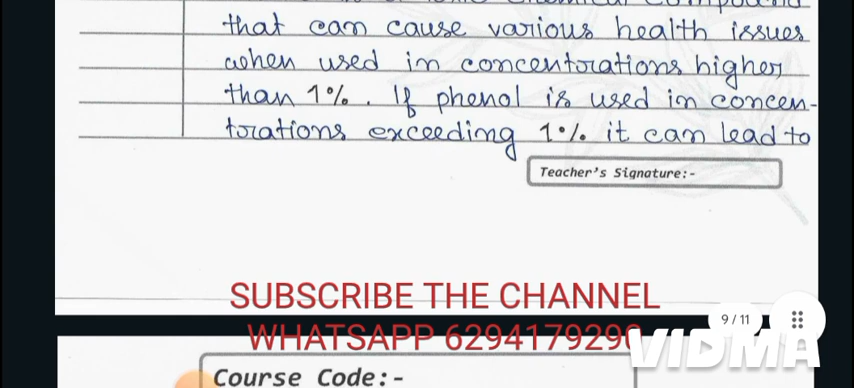 that can cause various health issues
when used in concentrations higher
than 1%. If phenol is used in concen-
trations exceeding 1% it can lead to
Teacher's Signature:-
SUBSCRIBE THE CHANNEL
9/11
WHATSAPP 629417929
VIDMA
Course Code:-